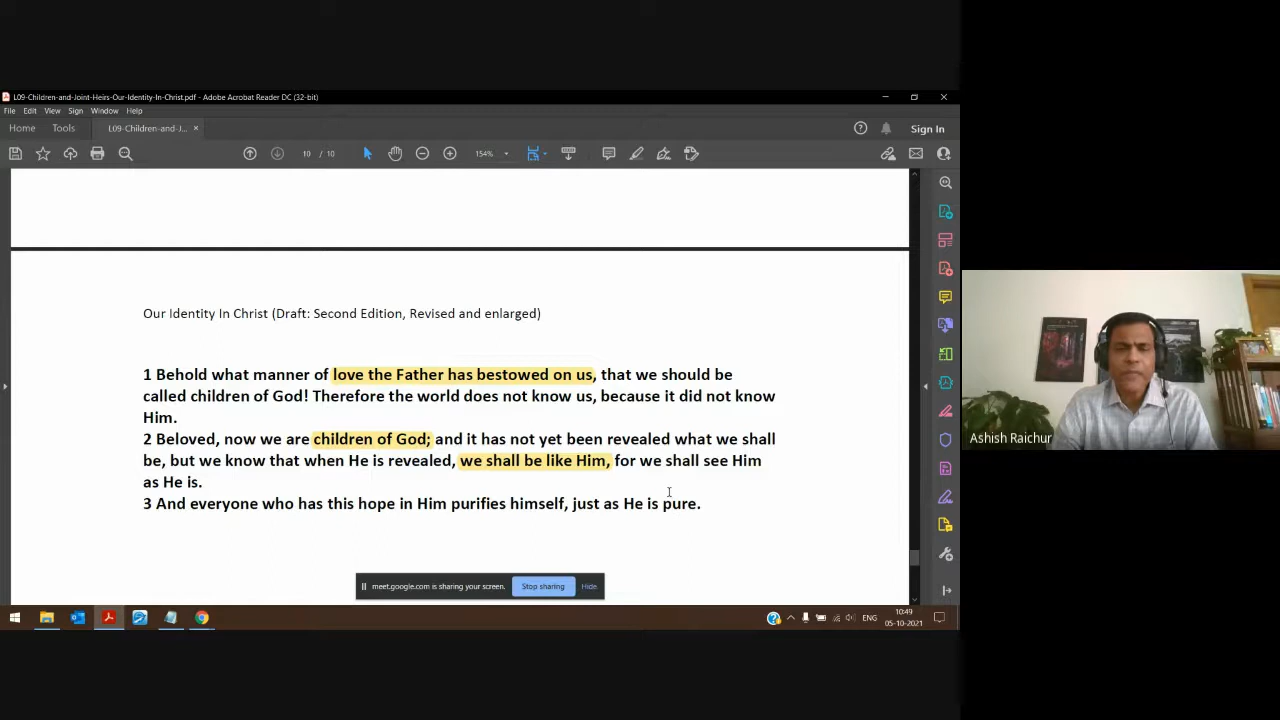 L09-Children-and-Joint-Heirs-Our-Identity-In-Christ.pdf - Adobe Acrobat Reader DC (32-bit)
File Edit View Sign Window Help
Home Tools L09-Children-and-J... × Sign In
10 / 10 154%
Our Identity In Christ (Draft: Second Edition, Revised and enlarged)
1 Behold what manner of love the Father has bestowed on us, that we should be
called children of God! Therefore the world does not know us, because it did not know
Him.
2 Beloved, now we are children of God; and it has not yet been revealed what we shall
be, but we know that when He is revealed, we shall be like Him, for we shall see Him
as He is.
3 And everyone who has this hope in Him purifies himself, just as He is pure.
Ashish Raichur
meet.google.com is sharing your screen. Stop sharing Hide
ENG 10:49
05-10-2021